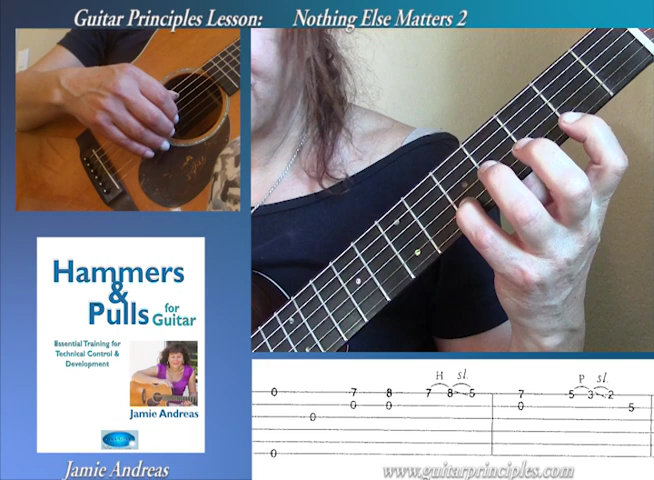 Guitar Principles Lesson: Nothing Else Matters 2
Hammers
&
Pulls for
Guitar
Essential Training for
Technical Control &
Development
Jamie Andreas
H sl. P sl.
0 7 8 7 8 5 7 5 3 2
0 0 0 5
0
0
Jamie Andreas
www.guitarprinciples.com